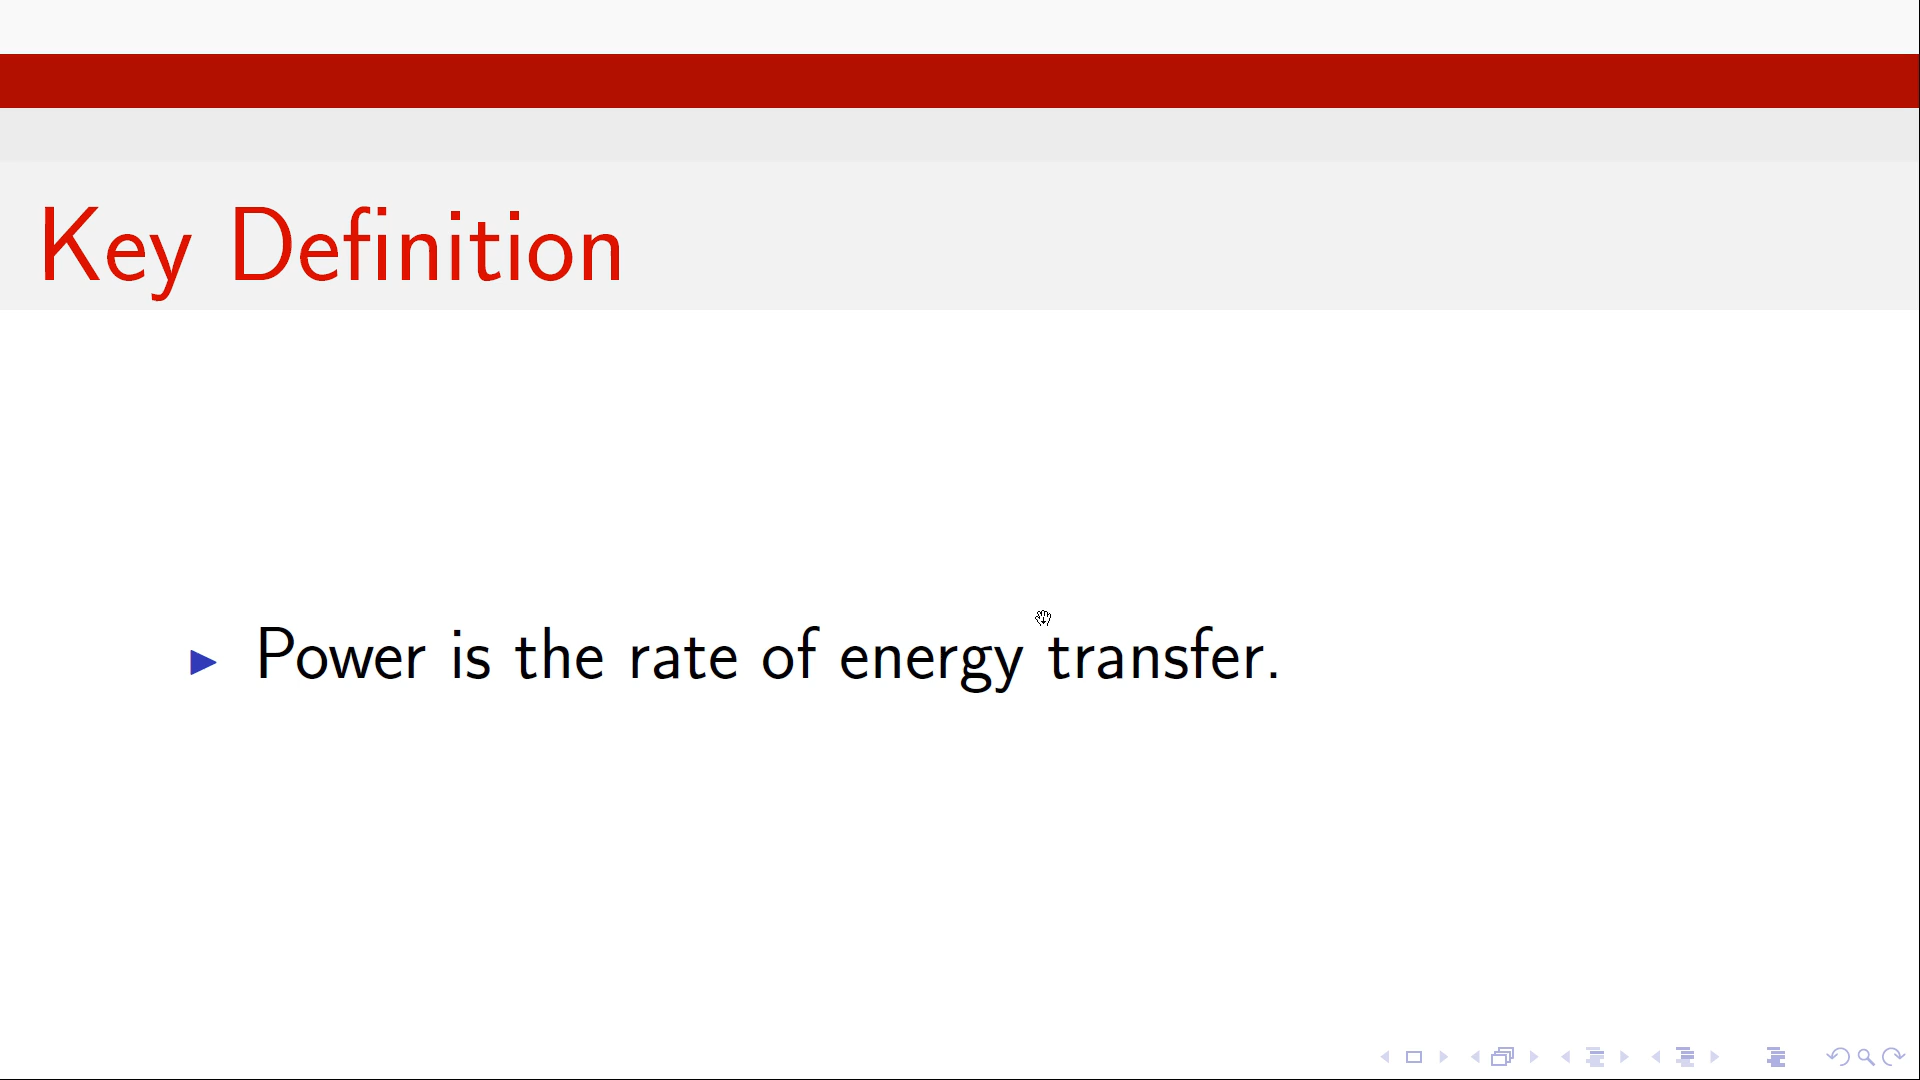 Key Definition
Power is the rate of energy transfer.